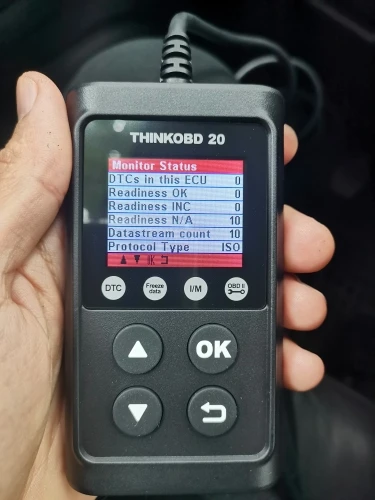 THINKOBD 20
Monitor Status
DTCs in this ECU 0
Readiness OK 0
Readiness INC 0
Readiness N/A 10
Datastream count 10
Protocol Type ISO
DTC
Freeze data
I/M
OBD II
OK